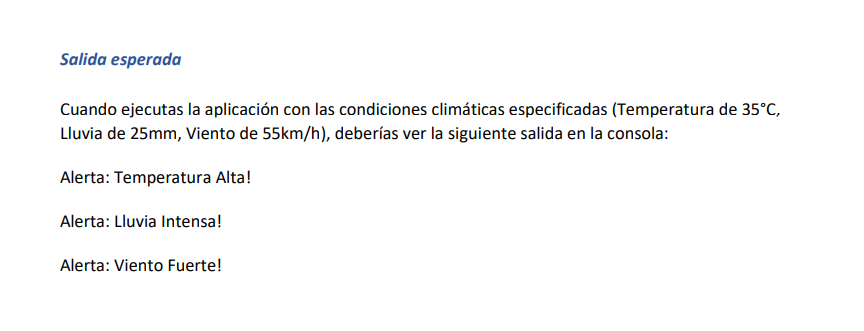 Salida esperada
Cuando ejecutas la aplicación con las condiciones climáticas especificadas (Temperatura de 35°C,
Lluvia de 25mm, Viento de 55km/h), deberías ver la siguiente salida en la consola:
Alerta: Temperatura Alta!
Alerta: Lluvia Intensa!
Alerta: Viento Fuerte!